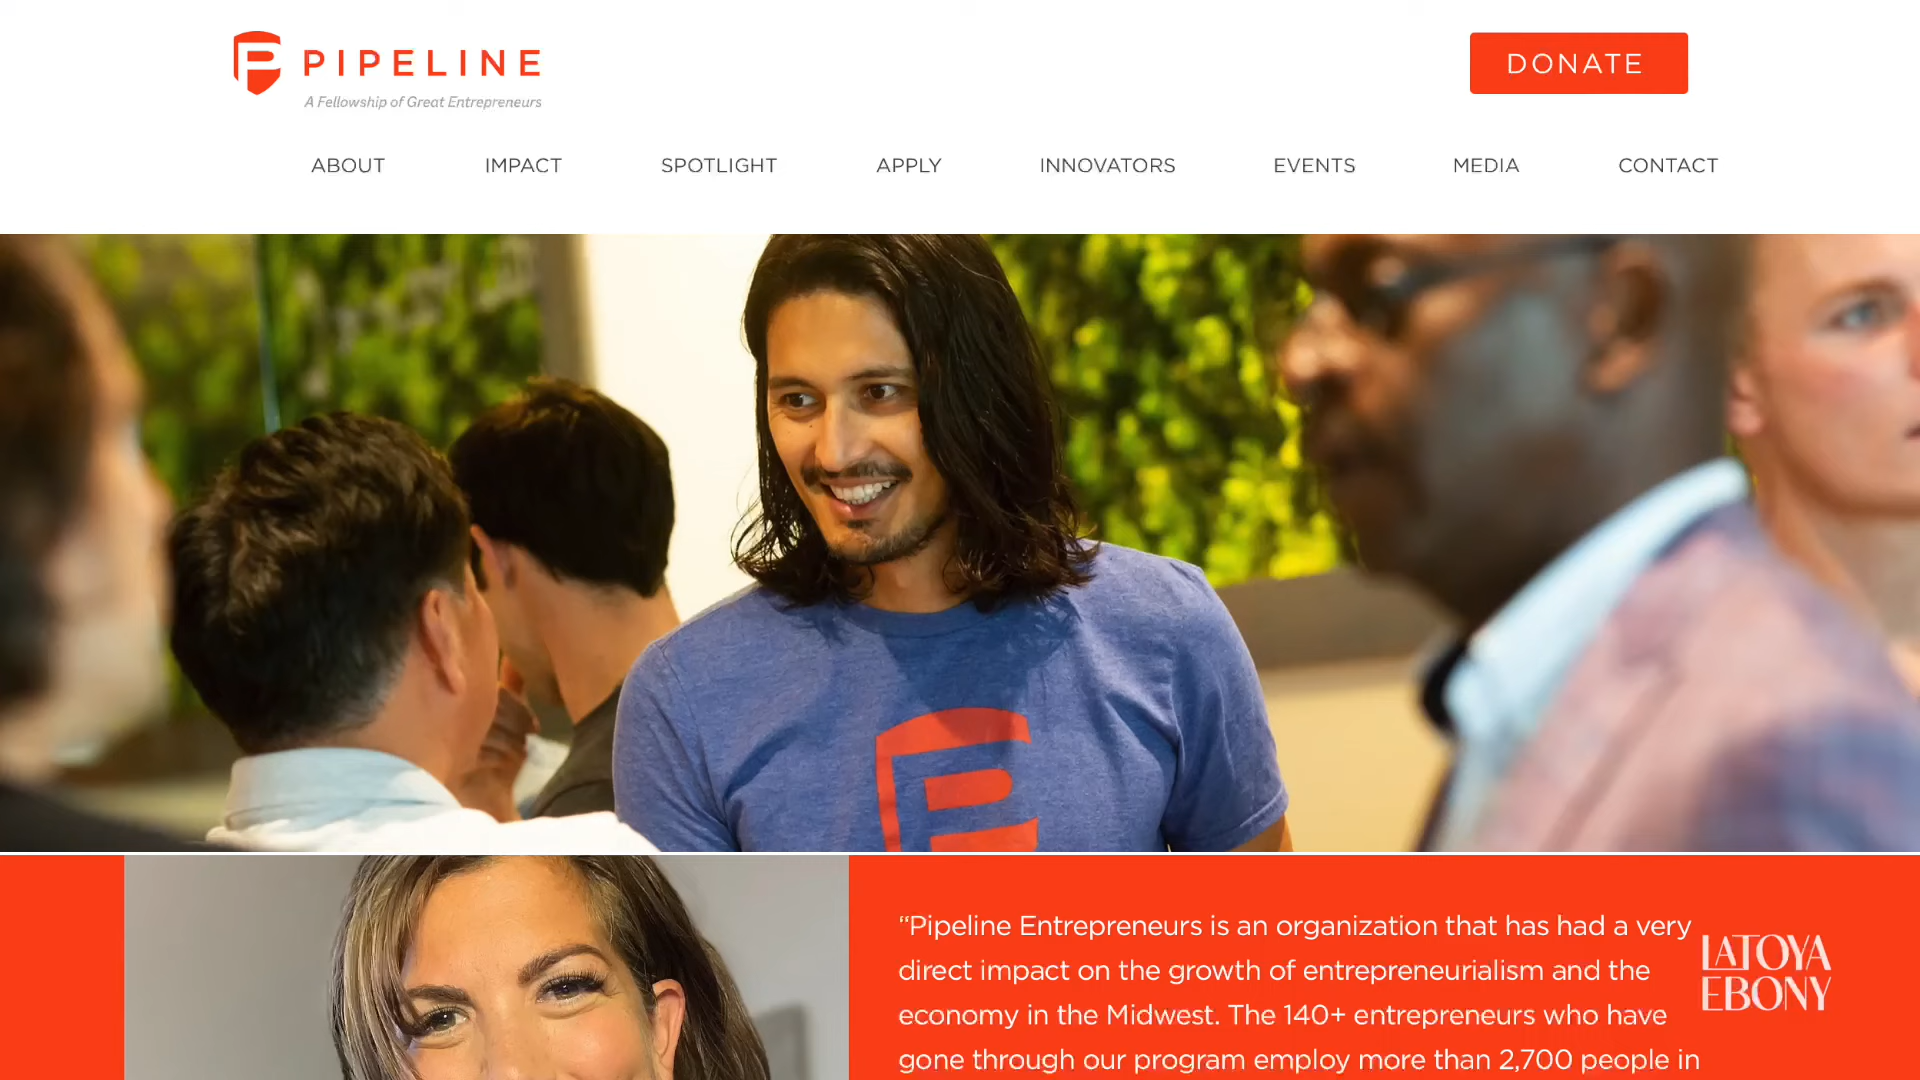 PIPELINE
A Fellowship of Great Entrepreneurs
DONATE
ABOUT IMPACT SPOTLIGHT APPLY INNOVATORS EVENTS MEDIA CONTACT
“Pipeline Entrepreneurs is an organization that has had a very
direct impact on the growth of entrepreneurialism and the
economy in the Midwest. The 140+ entrepreneurs who have
gone through our program employ more than 2,700 people in
LATOYA
EBONY